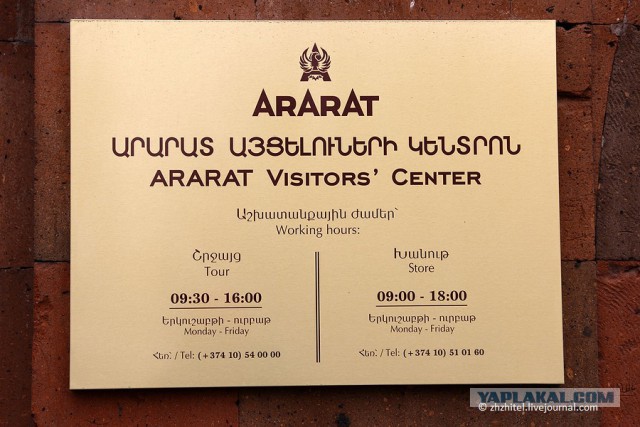 ARARAT
ԱՐԱՐԱՏ ԱՅՑԵԼՈՒՆԵՐԻ ԿԵՆՏՐՈՆ
ARARAT VISITORS' CENTER
Աշխատանքային ժամեր՝
Working hours:
Շրջայց
Tour
09:30 - 16:00
Երկուշաբթի - ուրբաթ
Monday - Friday
Հեռ: / Tel: (+374 10) 54 00 00
Խանութ
Store
09:00 - 18:00
Երկուշաբթի - ուրբաթ
Monday - Friday
Հեռ: / Tel: (+374 10) 51 01 60
YAPLAKAL.COM
© zhzhitel.livejournal.com